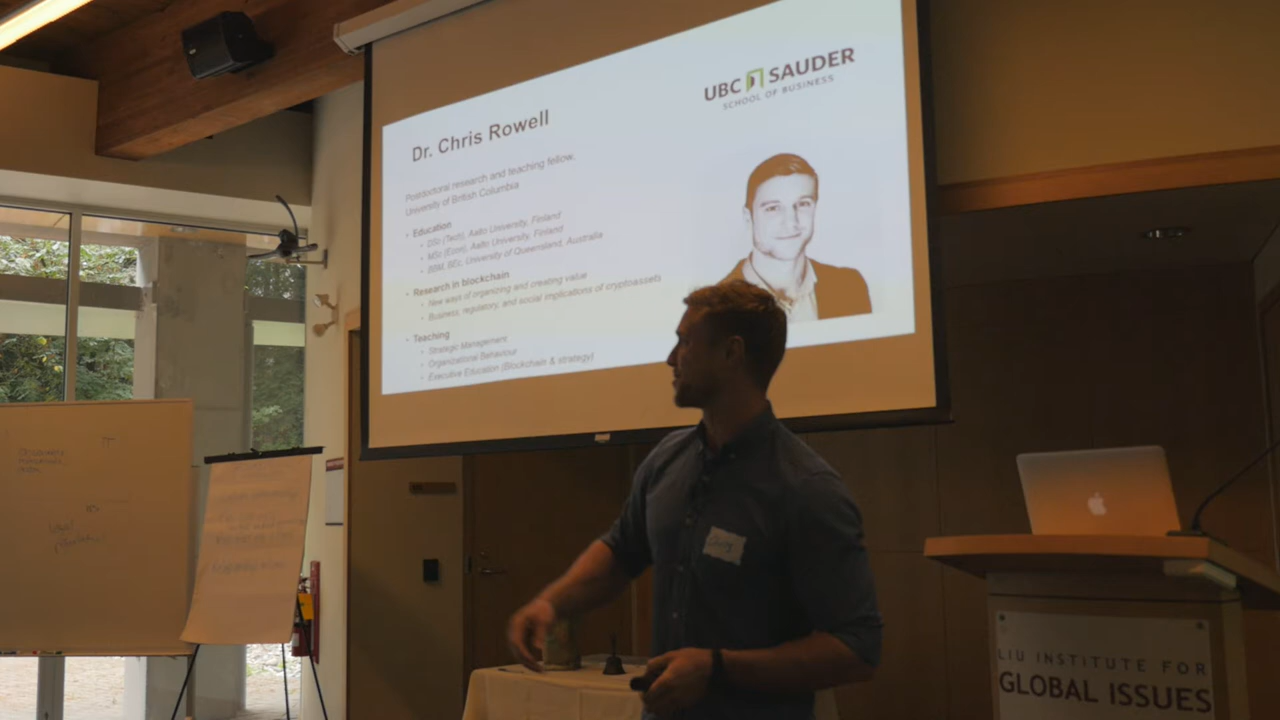 UBC SAUDER
SCHOOL OF BUSINESS
Dr. Chris Rowell
Postdoctoral research and teaching fellow,
University of British Columbia
• Education
• DSc (Tech), Aalto University, Finland
• MSc (Econ), Aalto University, Finland
• BBM, BEc, University of Queensland, Australia
• Research in blockchain
• New ways of organizing and creating value
• Business, regulatory, and social implications of cryptoassets
• Teaching
• Strategic Management
• Organizational Behaviour
• Executive Education (Blockchain & strategy)
IT
LIU INSTITUTE FOR
GLOBAL ISSUES